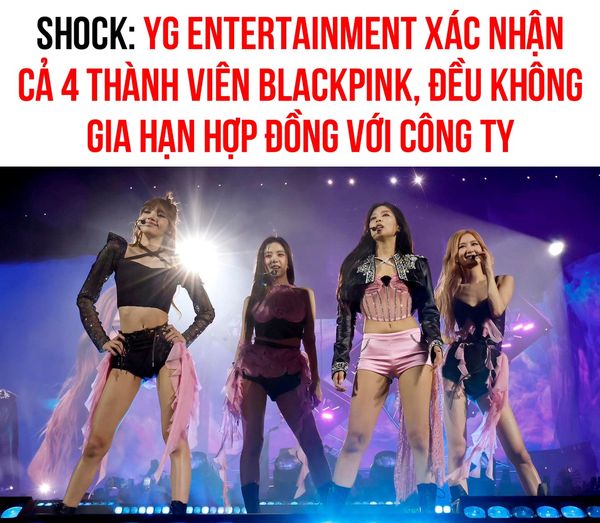 SHOCK: YG ENTERTAINMENT XÁC NHẬN
CẢ 4 THÀNH VIÊN BLACKPINK, ĐỀU KHÔNG
GIA HẠN HỢP ĐỒNG VỚI CÔNG TY